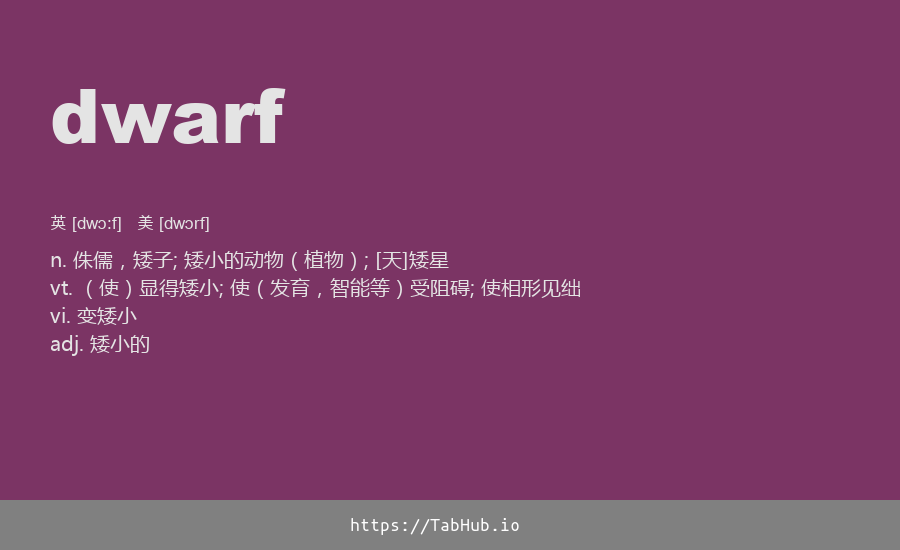 dwarf
英 [dwɔ:f] 美 [dwɔrf]
n. 侏儒，矮子; 矮小的动物（植物）; [天]矮星
vt. （使）显得矮小; 使（发育，智能等）受阻碍; 使相形见绌
vi. 变矮小
adj. 矮小的
https://TabHub.io